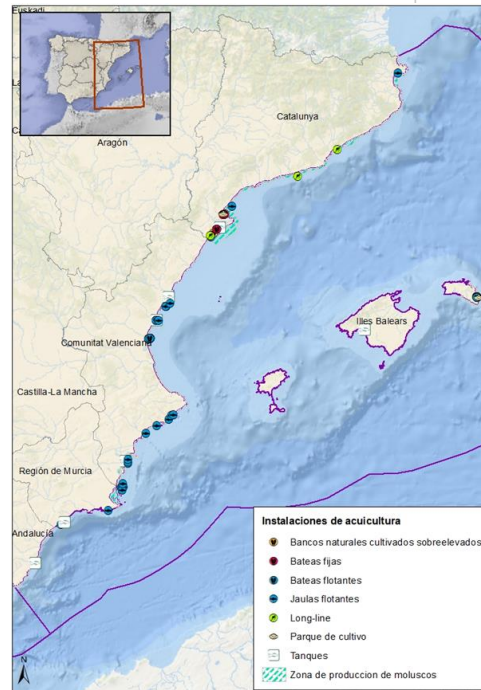 Euskadi
Catalunya
Aragón
Illes Balears
Comunitat Valenciana
Castilla-La Mancha
Región de Murcia
Andalucía
N
Instalaciones de acuicultura
Bancos naturales cultivados sobreelevados
Bateas fijas
Bateas flotantes
Jaulas flotantes
Long-line
Parque de cultivo
Tanques
Zona de produccion de moluscos